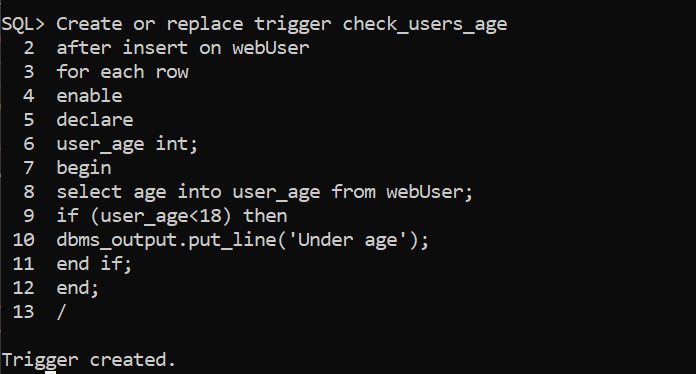 SQL> Create or replace trigger check_users_age
2 after insert on webUser
3 for each row
4 enable
5 declare
6 user_age int;
7 begin
8 select age into user_age from webUser;
9 if (user_age<18) then
10 dbms_output.put_line('Under age');
11 end if;
12 end;
13 /
Trigger created.